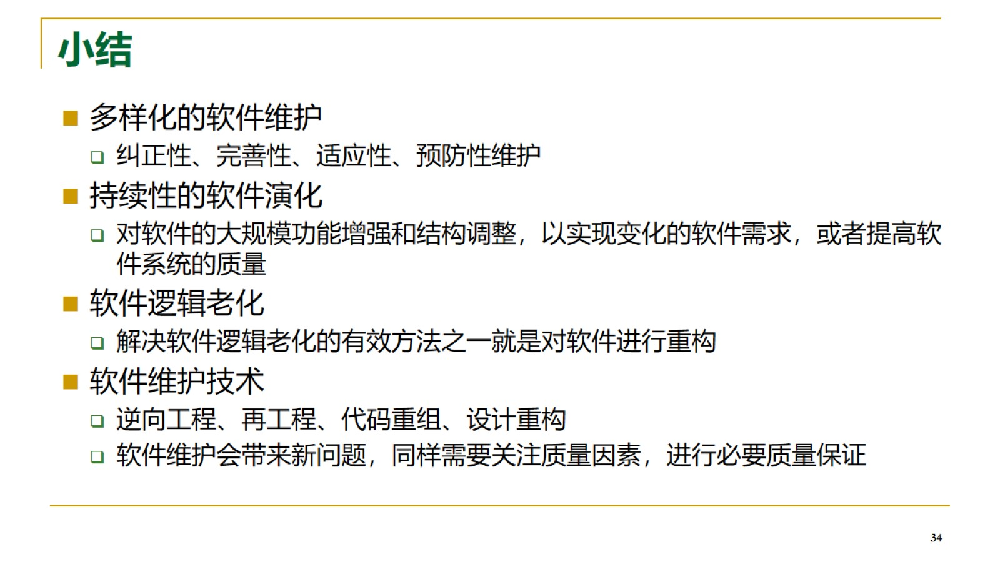 小结
多样化的软件维护
纠正性、完善性、适应性、预防性维护
持续性的软件演化
对软件的大规模功能增强和结构调整，以实现变化的软件需求，或者提高软
件系统的质量
软件逻辑老化
解决软件逻辑老化的有效方法之一就是对软件进行重构
软件维护技术
逆向工程、再工程、代码重组、设计重构
软件维护会带来新问题，同样需要关注质量因素，进行必要质量保证
34